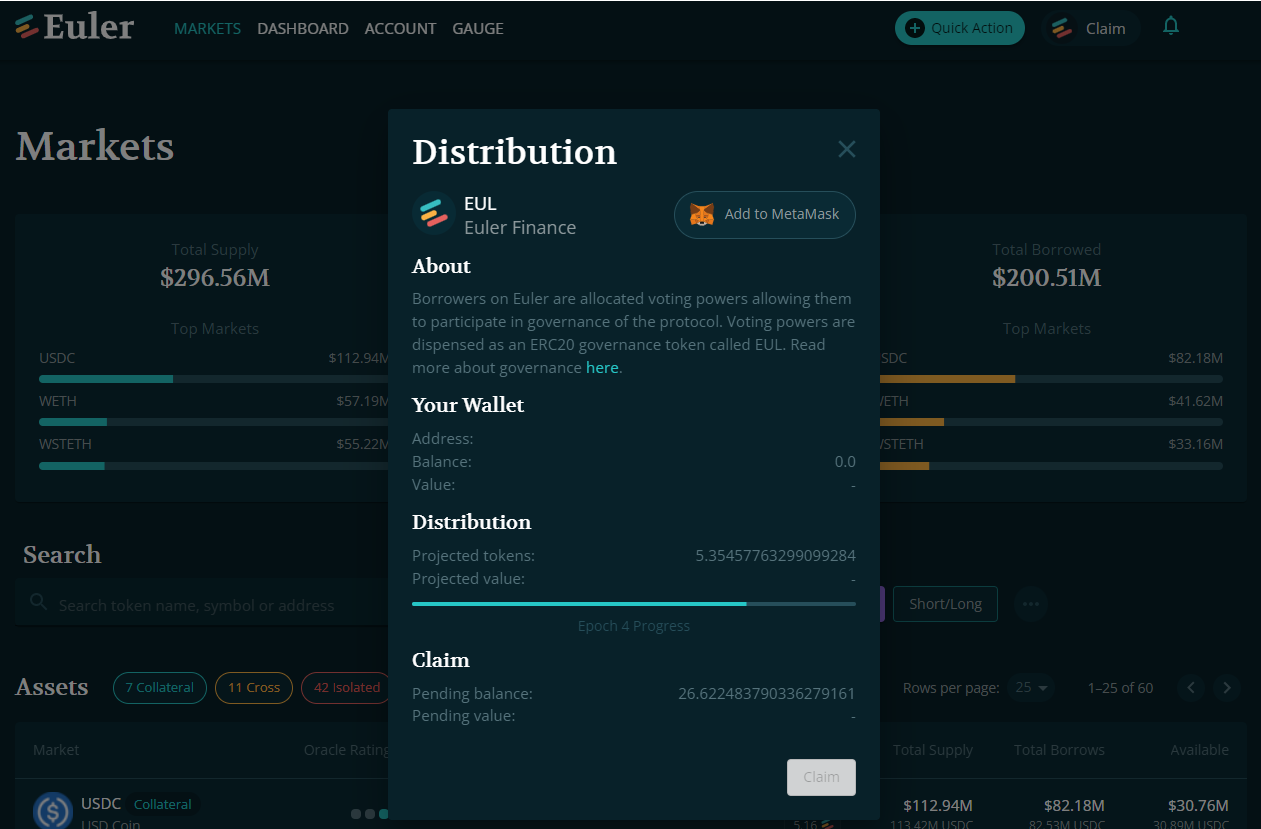 Euler
MARKETS DASHBOARD ACCOUNT GAUGE
Quick Action
Claim
Markets
Total Supply
$296.56M
Top Markets
USDC $112.94M
WETH $57.19M
WSTETH $55.22M
Total Borrowed
$200.51M
Top Markets
SDC $82.18M
ETH $41.62M
WSTETH $33.16M
Distribution
EUL
Euler Finance
Add to MetaMask
About
Borrowers on Euler are allocated voting powers allowing them
to participate in governance of the protocol. Voting powers are
dispensed as an ERC20 governance token called EUL. Read
more about governance here.
Your Wallet
Address:
Balance: 0.0
Value: -
Distribution
Projected tokens: 5.35457763299099284
Projected value: -
Epoch 4 Progress
Claim
Pending balance: 26.622483790336279161
Pending value: -
Claim
Search
Search token name, symbol or address
Short/Long
Assets
7 Collateral
11 Cross
42 Isolated
Rows per page: 25
1–25 of 60
Market Oracle Rating Total Supply Total Borrows Available
USDC Collateral $112.94M $82.18M $30.76M
USD Coin 5.16 113.42M USDC 82.53M USDC 30.89M USDC